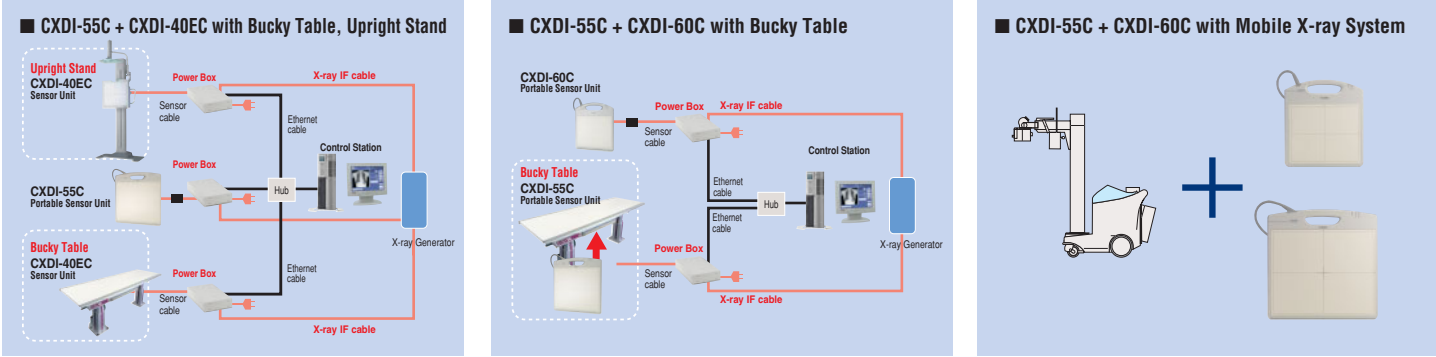 ■ CXDI-55C + CXDI-40EC with Bucky Table, Upright Stand
Upright Stand
CXDI-40EC
Sensor Unit
Power Box
X-ray IF cable
Sensor
cable
Ethernet
cable
Power Box
Control Station
CXDI-55C
Portable Sensor Unit
Hub
X-ray Generator
Bucky Table
CXDI-40EC
Sensor Unit
Power Box
Sensor
cable
Ethernet
cable
X-ray IF cable
■ CXDI-55C + CXDI-60C with Bucky Table
CXDI-60C
Portable Sensor Unit
Power Box
X-ray IF cable
Sensor
cable
Control Station
Bucky Table
CXDI-55C
Portable Sensor Unit
Ethernet
cable
Hub
Ethernet
cable
X-ray Generator
Power Box
Sensor
cable
X-ray IF cable
■ CXDI-55C + CXDI-60C with Mobile X-ray System